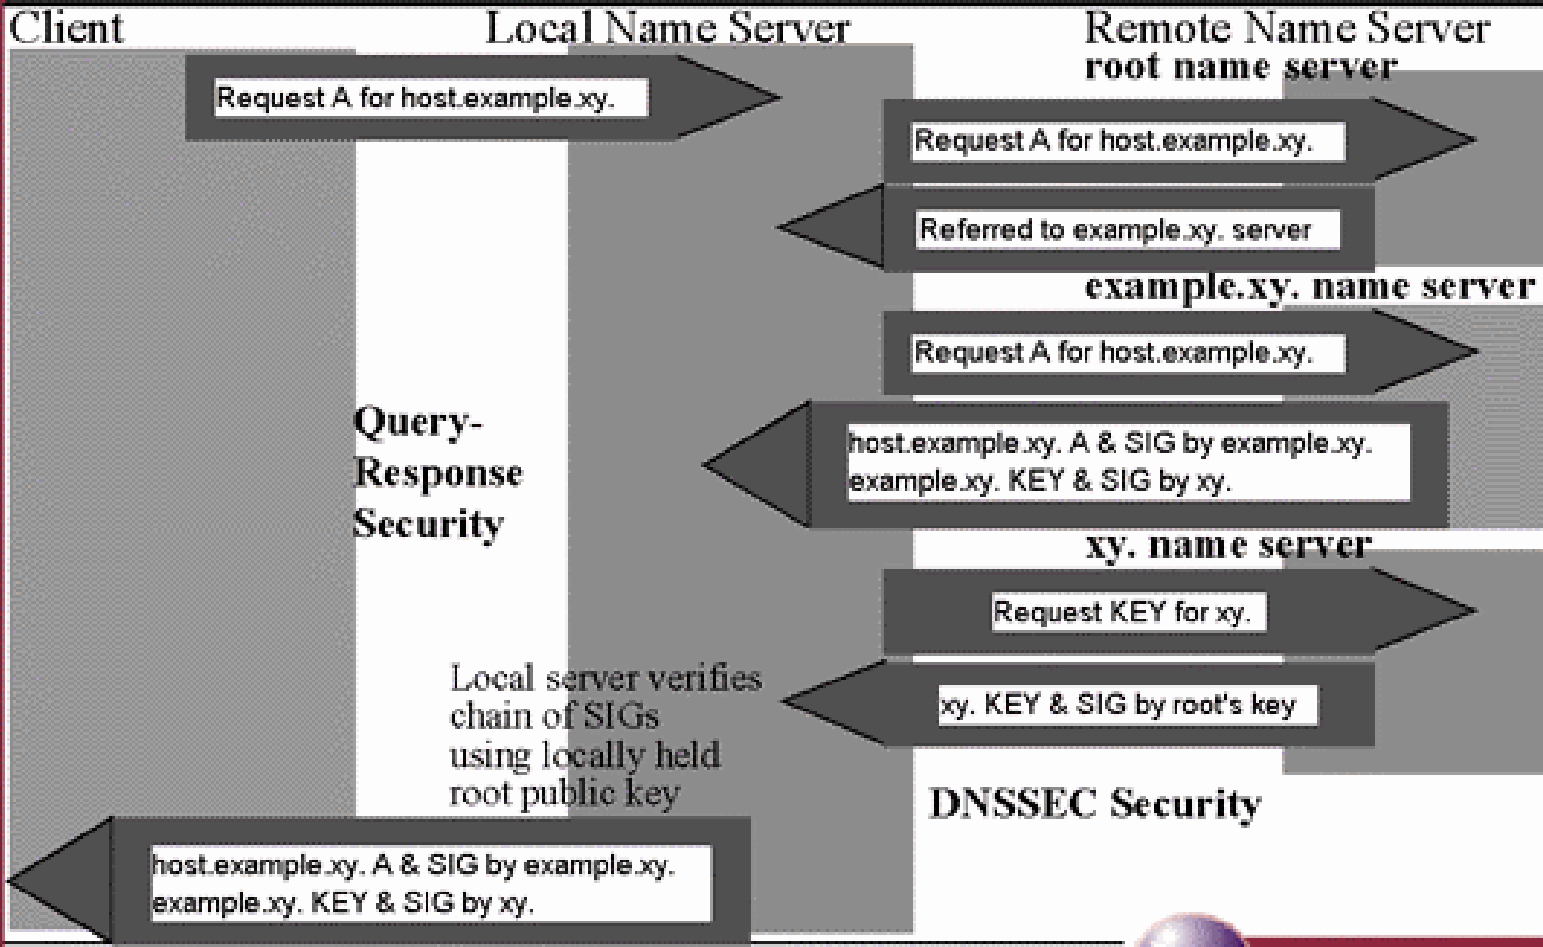 Client
Local Name Server
Remote Name Server
root name server
Request A for host.example.xy.
Request A for host.example.xy.
Referred to example.xy. server
example.xy. name server
Request A for host.example.xy.
Query-
Response
Security
host.example.xy. A & SIG by example.xy.
example.xy. KEY & SIG by xy.
xy. name server
Request KEY for xy.
Local server verifies
chain of SIGs
using locally held
root public key
xy. KEY & SIG by root's key
DNSSEC Security
host.example.xy. A & SIG by example.xy.
example.xy. KEY & SIG by xy.